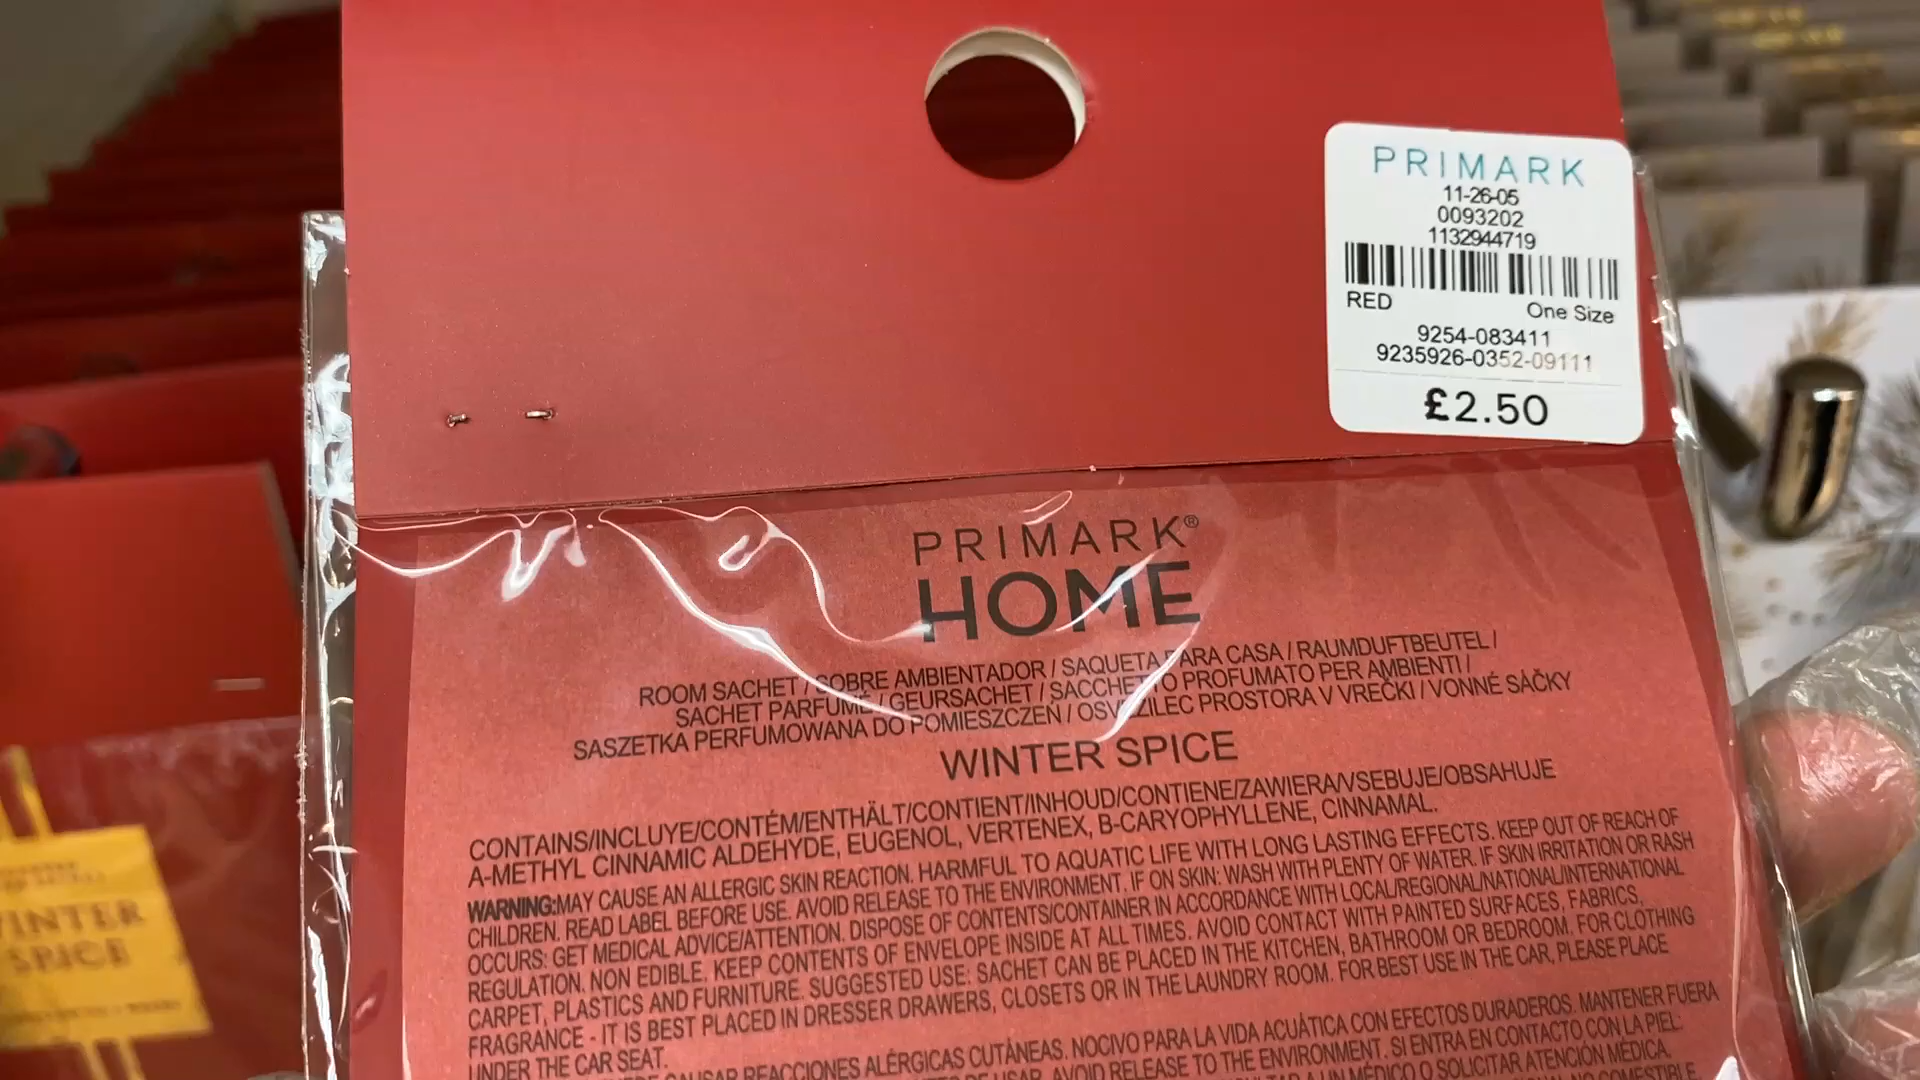 PRIMARK
11-26-05
0093202
1132944719
RED One Size
9254-083411
9235926-0352-09111
£2.50
PRIMARK®
HOME
ROOM SACHET / SOBRE AMBIENTADOR / SAQUETA PARA CASA / RAUMDUFTBEUTEL /
SACHET PARFUMÉ / GEURSACHET / SACCHETTO PROFUMATO PER AMBIENTI /
SASZETKA PERFUMOWANA DO POMIESZCZEŃ / OSVEŽILEC PROSTORA V VREČKI / VONNÉ SÁČKY
WINTER SPICE
CONTAINS/INCLUYE/CONTÉM/ENTHÄLT/CONTIENT/INHOUD/CONTIENE/ZAWIERA/VSEBUJE/OBSAHUJE
A-METHYL CINNAMIC ALDEHYDE, EUGENOL, VERTENEX, B-CARYOPHYLLENE, CINNAMAL.
WARNING:MAY CAUSE AN ALLERGIC SKIN REACTION. HARMFUL TO AQUATIC LIFE WITH LONG LASTING EFFECTS. KEEP OUT OF REACH OF
CHILDREN. READ LABEL BEFORE USE. AVOID RELEASE TO THE ENVIRONMENT. IF ON SKIN: WASH WITH PLENTY OF WATER. IF SKIN IRRITATION OR RASH
OCCURS: GET MEDICAL ADVICE/ATTENTION. DISPOSE OF CONTENTS/CONTAINER IN ACCORDANCE WITH LOCAL/REGIONAL/NATIONAL/INTERNATIONAL
REGULATION. NON EDIBLE. KEEP CONTENTS OF ENVELOPE INSIDE AT ALL TIMES. AVOID CONTACT WITH PAINTED SURFACES, FABRICS,
CARPET, PLASTICS AND FURNITURE. SUGGESTED USE: SACHET CAN BE PLACED IN THE KITCHEN, BATHROOM OR BEDROOM, FOR CLOTHING
FRAGRANCE - IT IS BEST PLACED IN DRESSER DRAWERS, CLOSETS OR IN THE LAUNDRY ROOM. FOR BEST USE IN THE CAR, PLEASE PLACE
UNDER THE CAR SEAT.
CAUSAR REACCIONES ALÉRGICAS CUTÁNEAS. NOCIVO PARA LA VIDA ACUÁTICA CON EFECTOS DURADEROS. MANTENER FUERA
DE USAR. AVOID RELEASE TO THE ENVIRONMENT. SI ENTRA EN CONTACTO CON LA PIEL:
A UN MÉDICO O SOLICITAR ATENCIÓN MÉDICA.
NO COMESTIBLE.
WINTER
SPICE